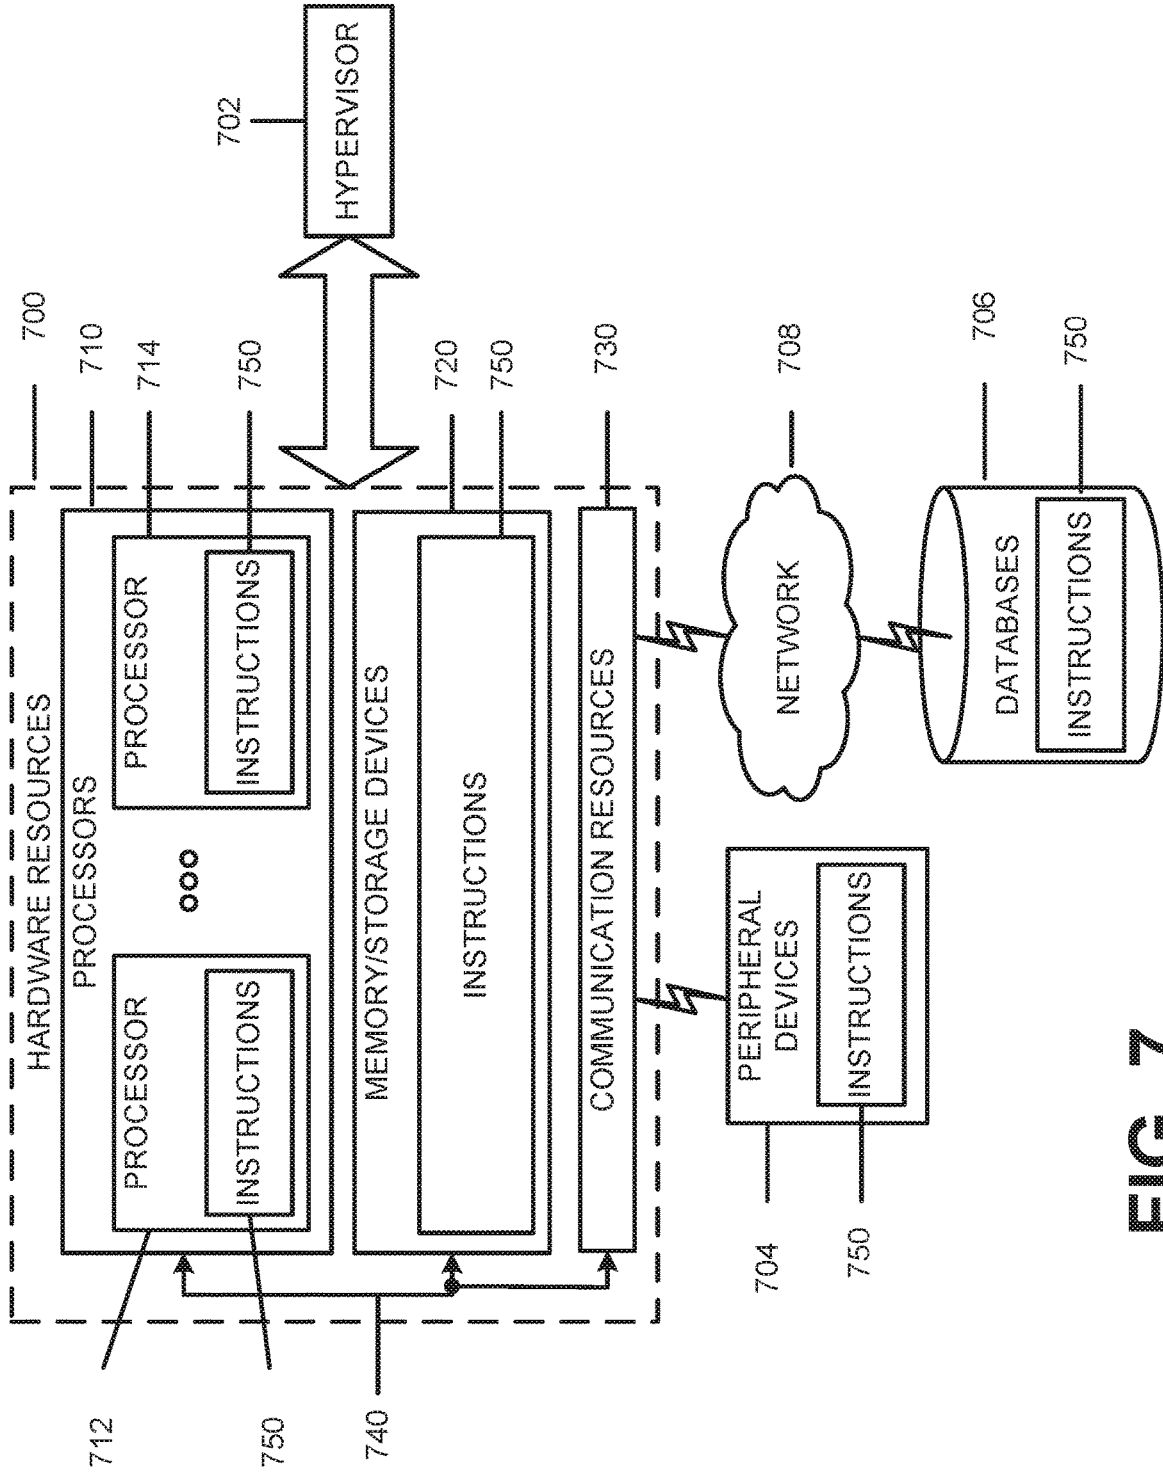 HARDWARE RESOURCES
700
PROCESSORS
710
712
PROCESSOR
PROCESSOR
714
702
750
INSTRUCTIONS
INSTRUCTIONS
750
HYPERVISOR
740
MEMORY/STORAGE DEVICES
720
INSTRUCTIONS
750
COMMUNICATION RESOURCES
730
704
PERIPHERAL
DEVICES
NETWORK
708
750
INSTRUCTIONS
DATABASES
706
INSTRUCTIONS
750
FIG. 7